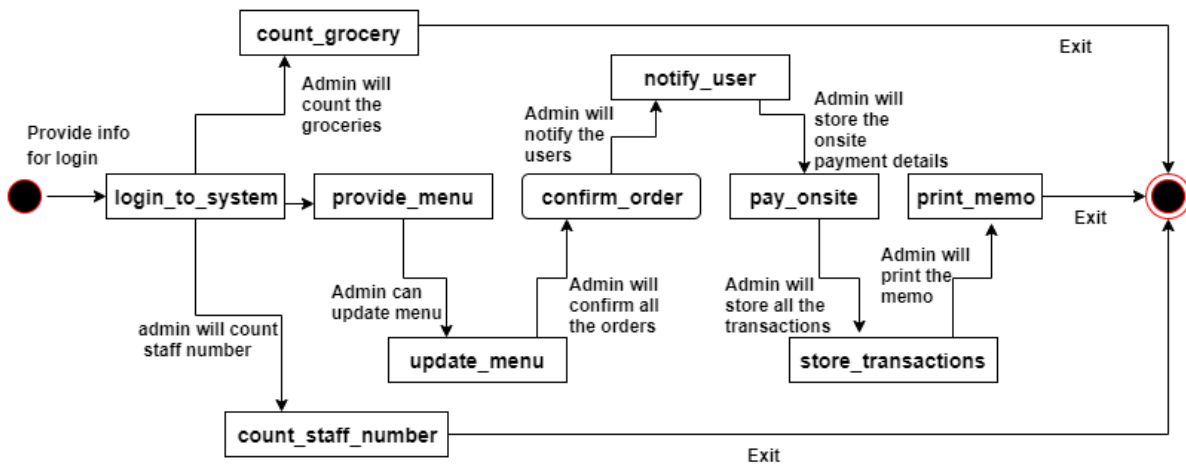 count_grocery
Exit
Admin will
count the
groceries
notify_user
Admin will
notify the
users
Admin will
store the
onsite
payment details
Provide info
for login
login_to_system
provide_menu
confirm_order
pay_onsite
print_memo
Exit
Admin can
update menu
Admin will
confirm all
the orders
Admin will
store all the
transactions
Admin will
print the
memo
admin will count
staff number
update_menu
store_transactions
count_staff_number
Exit